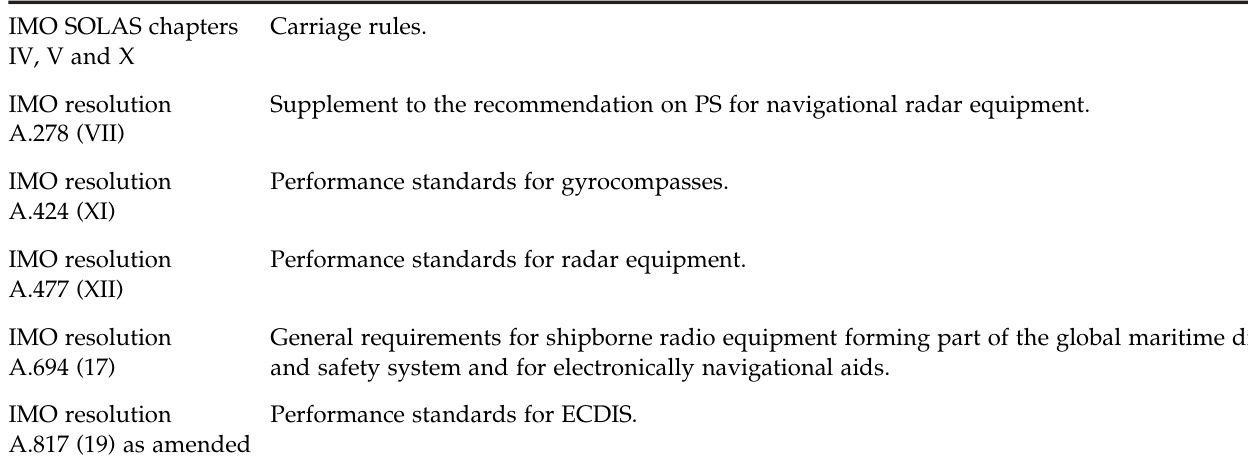 IMO SOLAS chapters Carriage rules.
IV, V and X
IMO resolution Supplement to the recommendation on PS for navigational radar equipment.
A.278 (VII)
IMO resolution Performance standards for gyrocompasses.
A.424 (XI)
IMO resolution Performance standards for radar equipment.
A.477 (XII)
IMO resolution General requirements for shipborne radio equipment forming part of the global maritime
A.694 (17) and safety system and for electronically navigational aids.
IMO resolution Performance standards for ECDIS.
A.817 (19) as amended